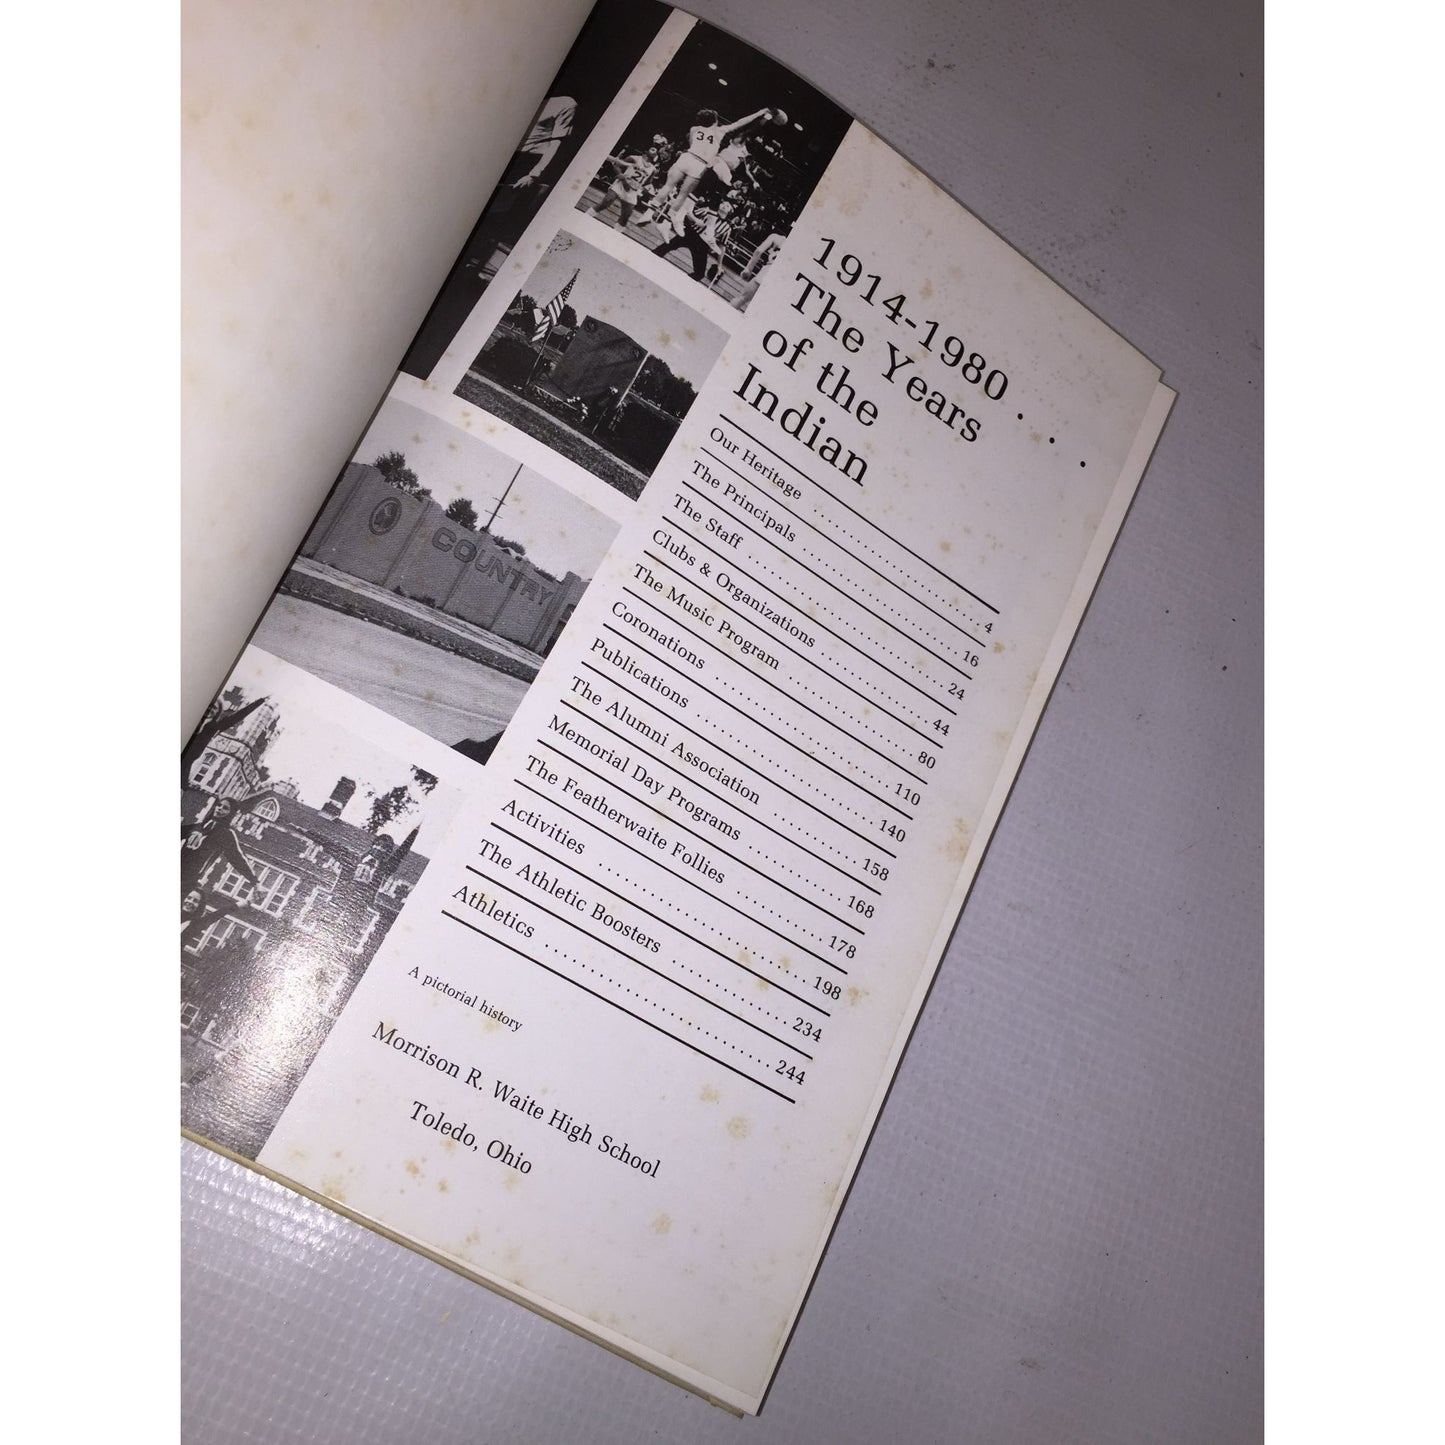 34
21
COUNTRY
1914-1980 . . .
The Years
of the
Indian
Our Heritage 4
The Principals 16
The Staff 24
Clubs & Organizations 44
The Music Program 80
Coronations 110
Publications 140
The Alumni Association 158
Memorial Day Programs 168
The Featherwaite Follies 178
Activities 198
The Athletic Boosters 234
Athletics 244
A pictorial history
Morrison R. Waite High School
Toledo, Ohio